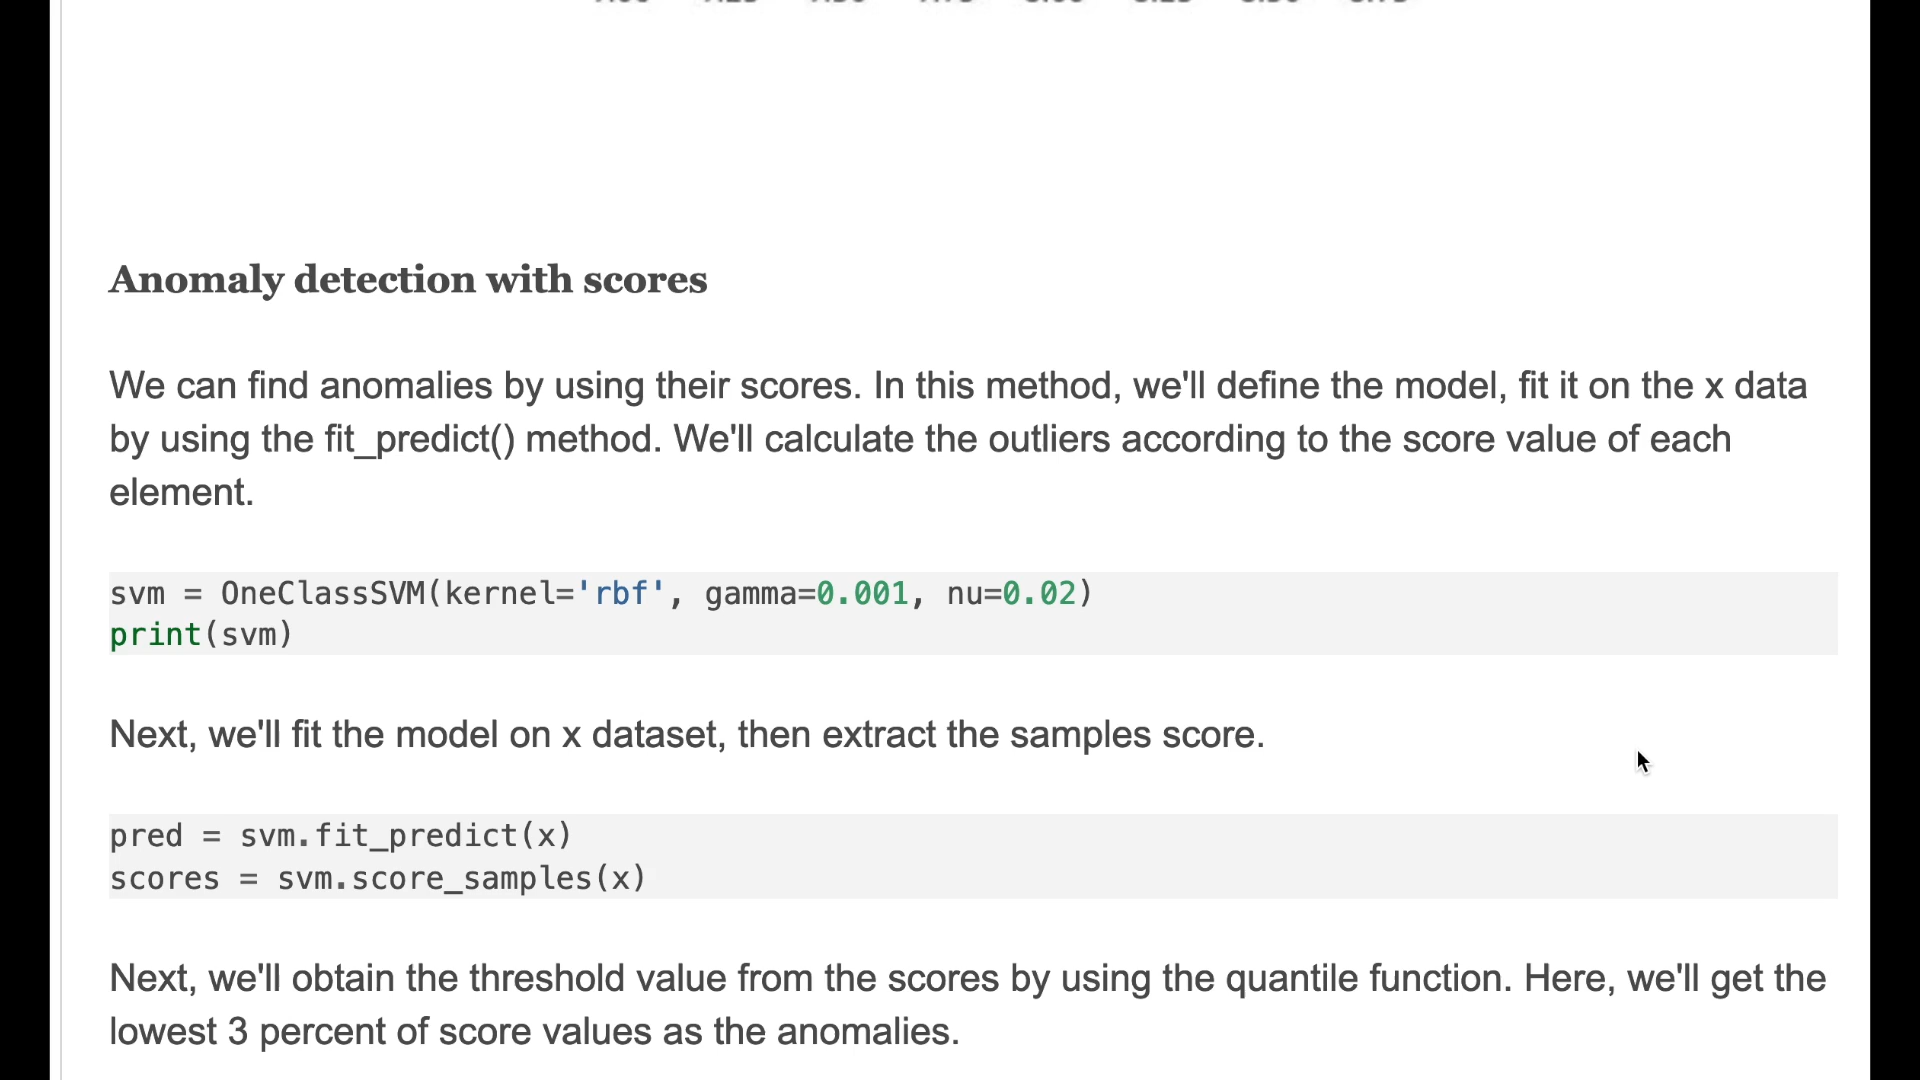 Anomaly detection with scores
We can find anomalies by using their scores. In this method, we'll define the model, fit it on the x data
by using the fit_predict() method. We'll calculate the outliers according to the score value of each
element.
svm = OneClassSVM(kernel='rbf', gamma=0.001, nu=0.02)
print(svm)
Next, we'll fit the model on x dataset, then extract the samples score.
pred = svm.fit_predict(x)
scores = svm.score_samples(x)
Next, we'll obtain the threshold value from the scores by using the quantile function. Here, we'll get the
lowest 3 percent of score values as the anomalies.